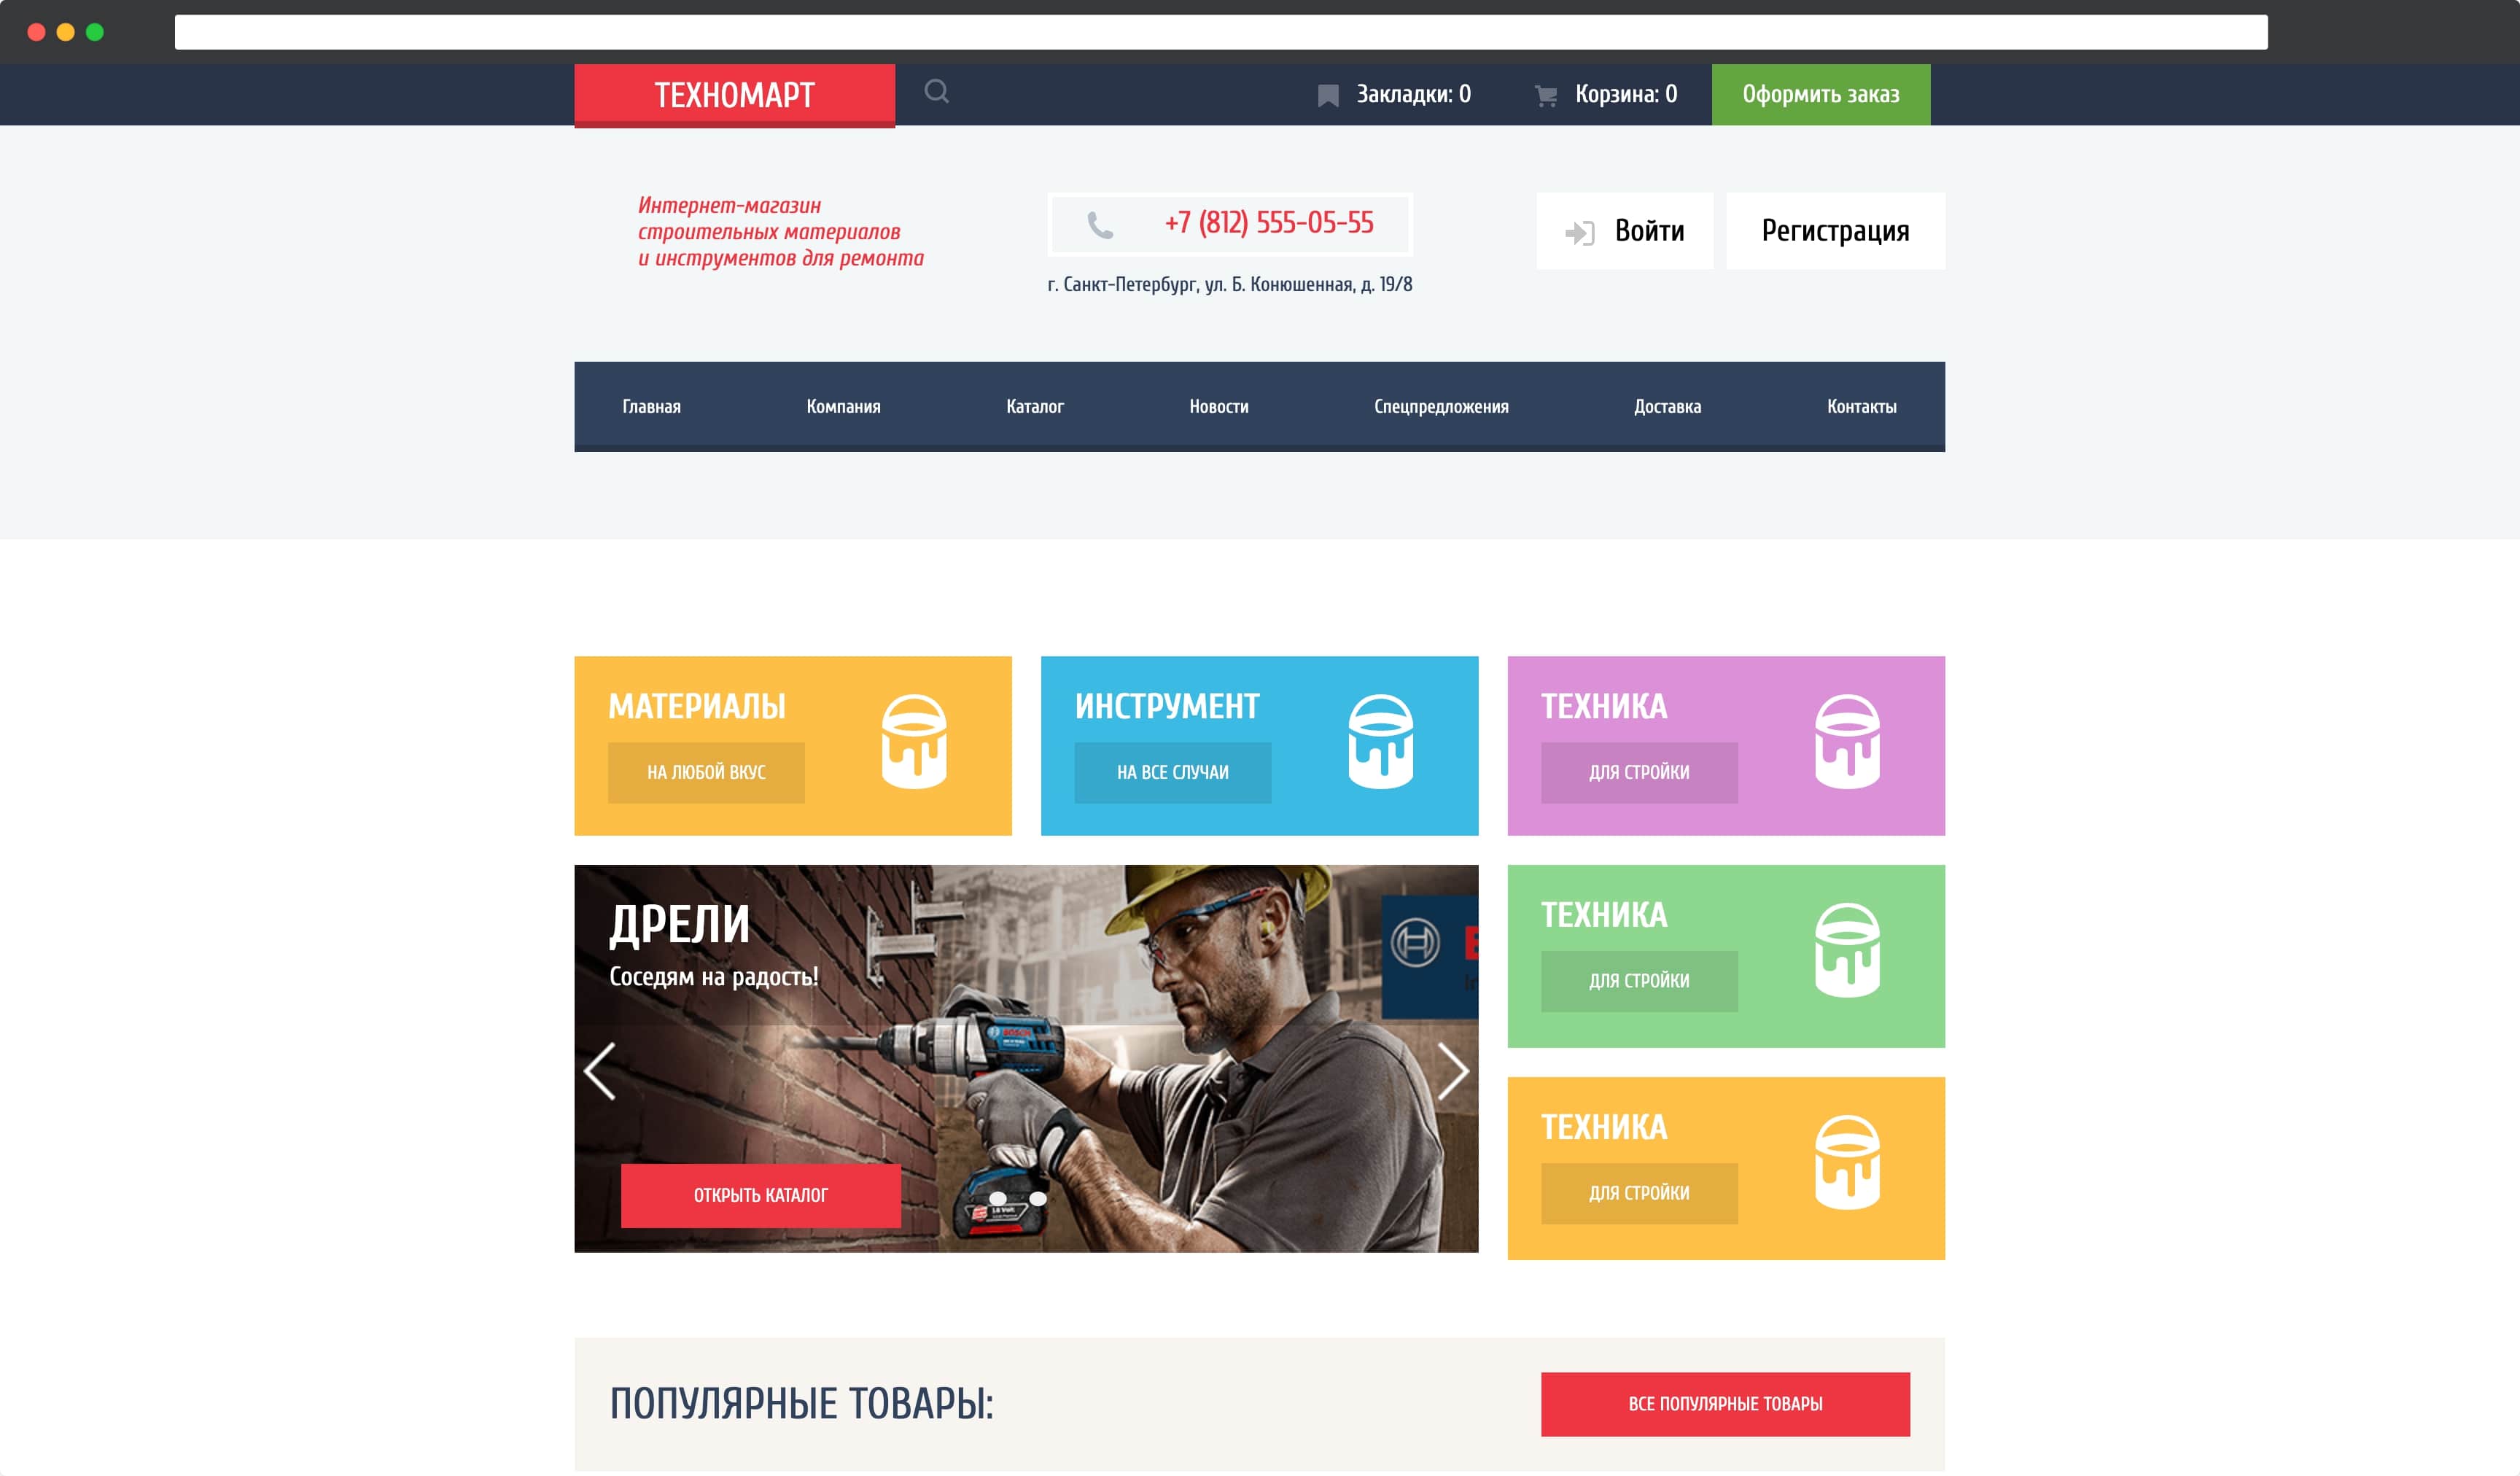 ТЕХНОМАРТ
Закладки: 0
Корзина: 0
Оформить заказ
Интернет-магазин
строительных материалов
и инструментов для ремонта
+7 (812) 555-05-55
г. Санкт-Петербург, ул. Б. Конюшенная, д. 19/8
Войти
Регистрация
Главная
Компания
Каталог
Новости
Спецпредложения
Доставка
Контакты
МАТЕРИАЛЫ
НА ЛЮБОЙ ВКУС
ИНСТРУМЕНТ
НА ВСЕ СЛУЧАИ
ТЕХНИКА
ДЛЯ СТРОЙКИ
ДРЕЛИ
Соседям на радость!
BOSCH
18 Volt
ОТКРЫТЬ КАТАЛОГ
ТЕХНИКА
ДЛЯ СТРОЙКИ
ТЕХНИКА
ДЛЯ СТРОЙКИ
ПОПУЛЯРНЫЕ ТОВАРЫ:
ВСЕ ПОПУЛЯРНЫЕ ТОВАРЫ